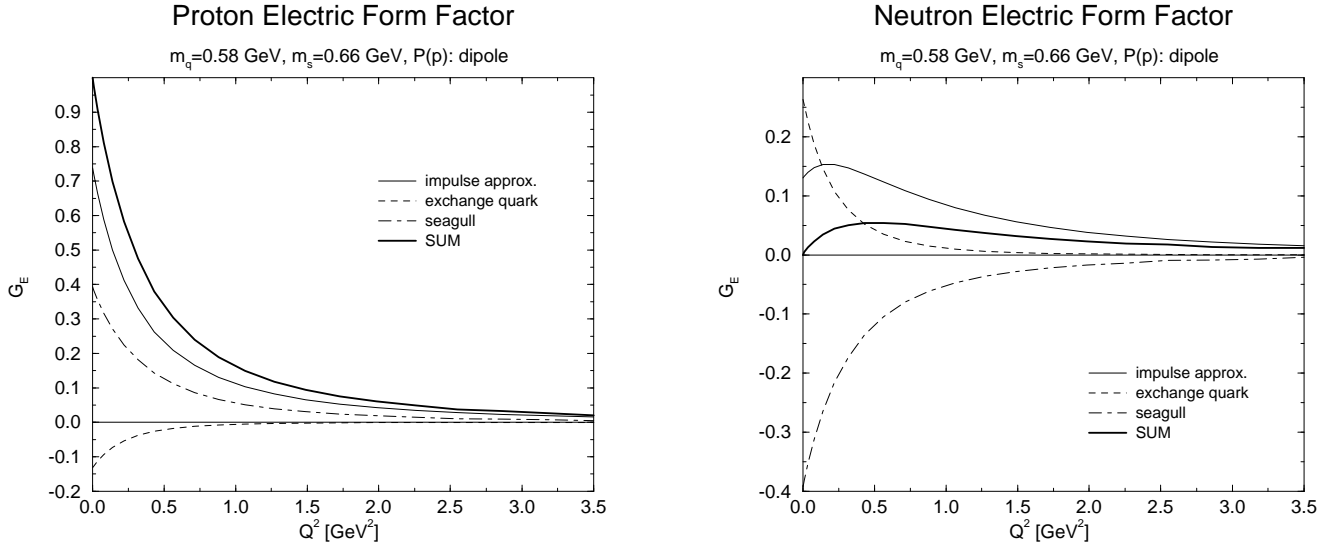 Proton Electric Form Factor
m_q=0.58 GeV, m_s=0.66 GeV, P(p): dipole
0.9
0.8
0.7
0.6
0.5
0.4
0.3
0.2
0.1
0.0
-0.1
-0.2
G_E
impulse approx.
exchange quark
seagull
SUM
0.0 0.5 1.0 1.5 2.0 2.5 3.0 3.5
Q^2 [GeV^2]
Neutron Electric Form Factor
m_q=0.58 GeV, m_s=0.66 GeV, P(p): dipole
0.2
0.1
0.0
-0.1
-0.2
-0.3
-0.4
G_E
impulse approx.
exchange quark
seagull
SUM
0.0 0.5 1.0 1.5 2.0 2.5 3.0 3.5
Q^2 [GeV^2]